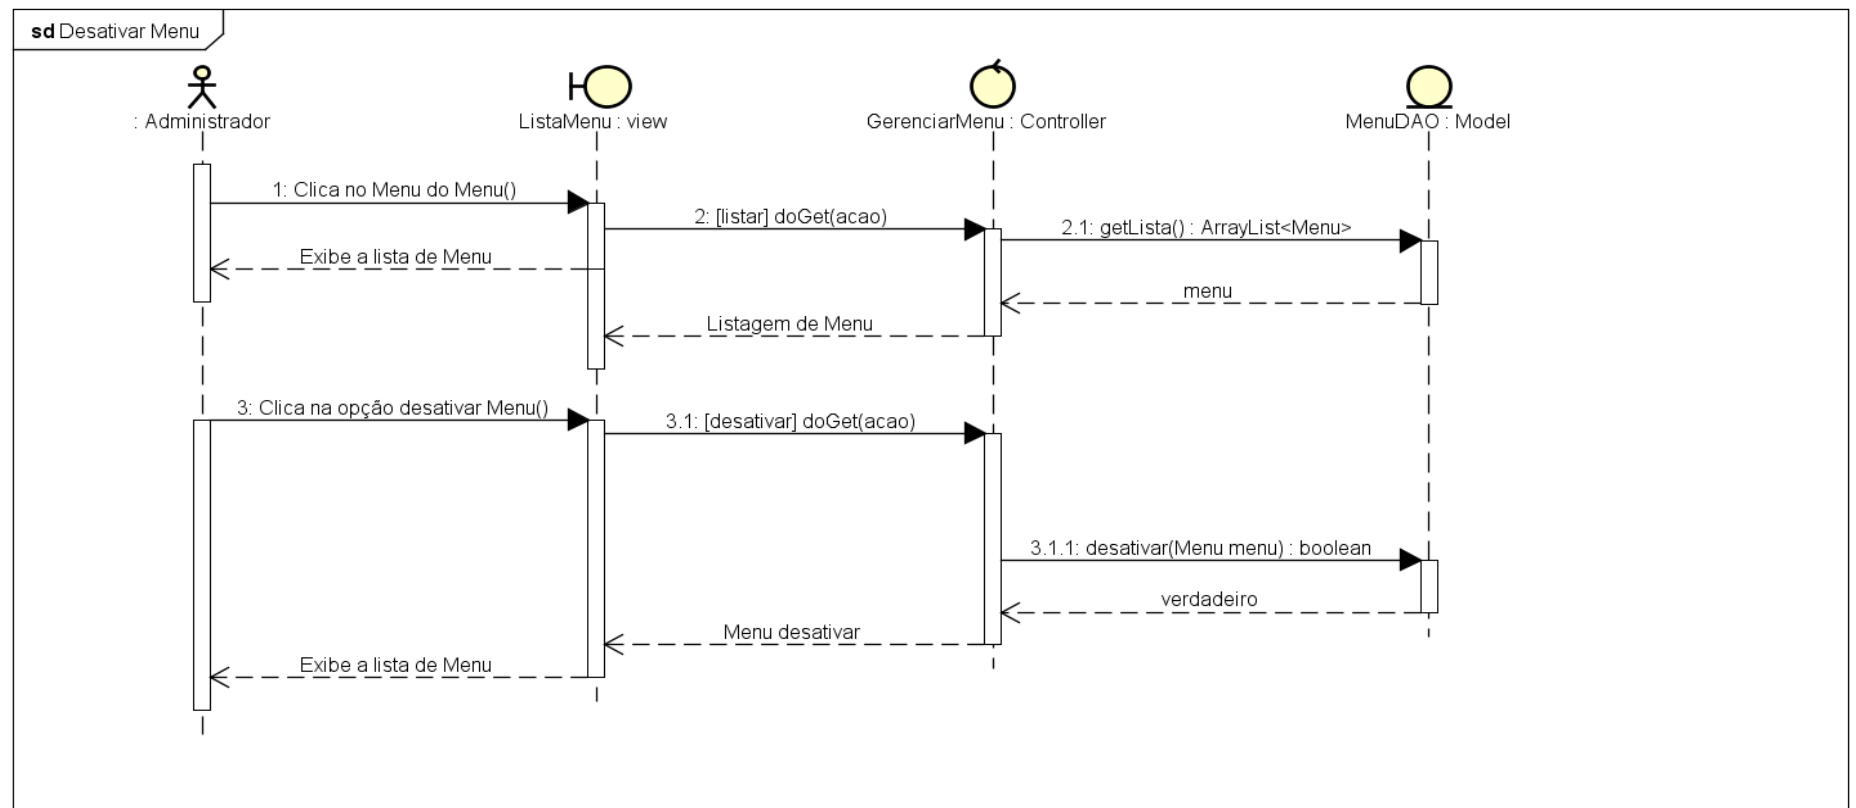 sd Desativar Menu
: Administrador
ListaMenu : view
GerenciarMenu : Controller
MenuDAO : Model
1: Clica no Menu do Menu()
2: [listar] doGet(acao)
2.1: getLista() : ArrayList<Menu>
Exibe a lista de Menu
menu
Listagem de Menu
3: Clica na opção desativar Menu()
3.1: [desativar] doGet(acao)
3.1.1: desativar(Menu menu) : boolean
verdadeiro
Menu desativar
Exibe a lista de Menu